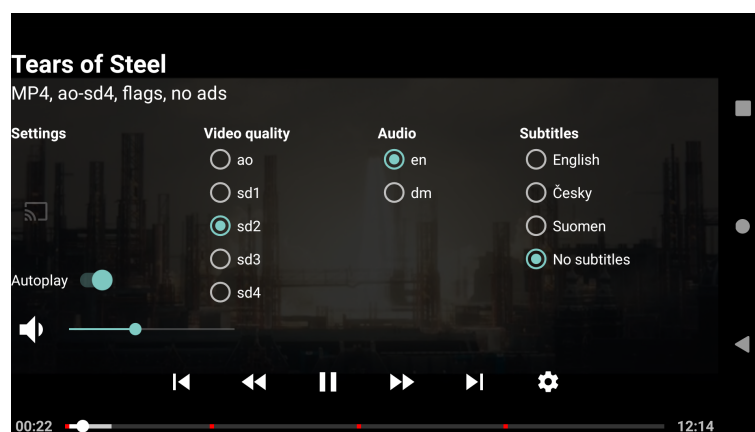 Tears of Steel
MP4, ao-sd4, flags, no ads
Settings
Autoplay
Video quality
ao
sd1
sd2
sd3
sd4
Audio
en
dm
Subtitles
English
Česky
Suomen
No subtitles
00:22
12:14